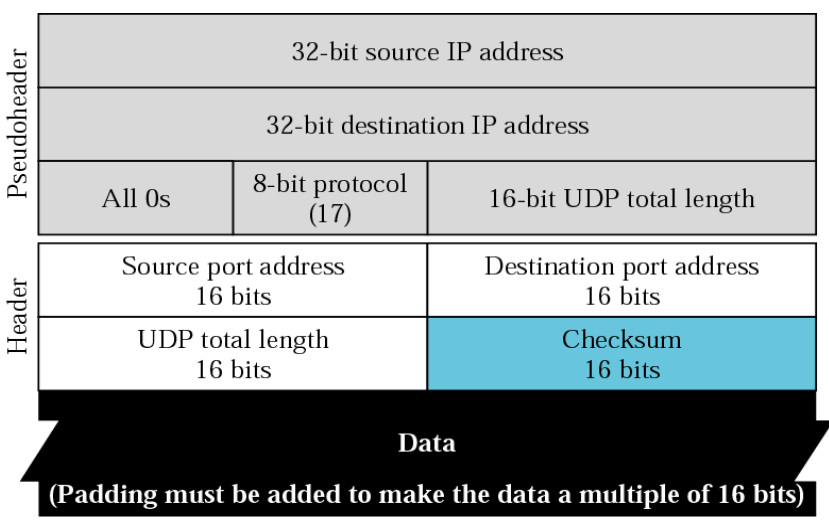 Pseudoheader
32-bit source IP address
32-bit destination IP address
All 0s
8-bit protocol
(17)
16-bit UDP total length
Header
Source port address
16 bits
Destination port address
16 bits
UDP total length
16 bits
Checksum
16 bits
Data
(Padding must be added to make the data a multiple of 16 bits)